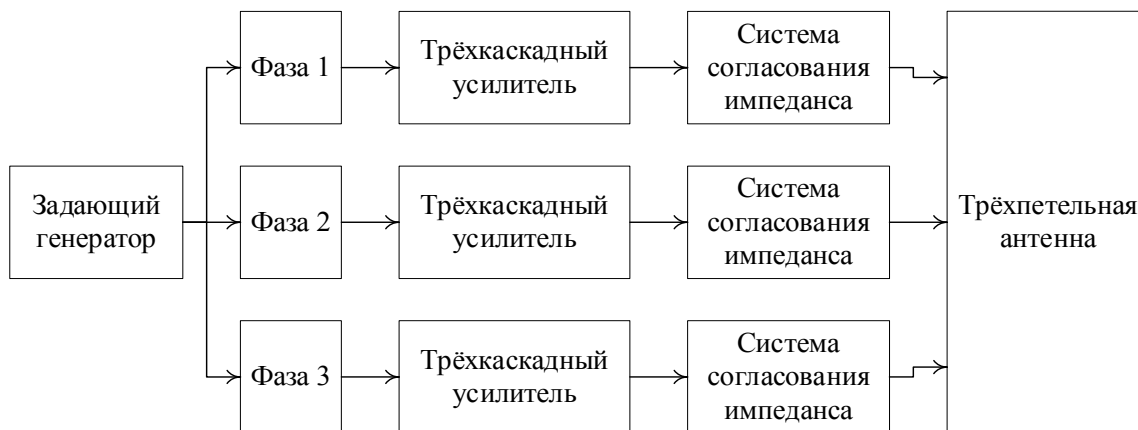 Фаза 1
Трёхкаскадный
усилитель
Система
согласования
импеданса
Задающий
генератор
Фаза 2
Трёхкаскадный
усилитель
Система
согласования
импеданса
Трёхпетельная
антенна
Фаза 3
Трёхкаскадный
усилитель
Система
согласования
импеданса